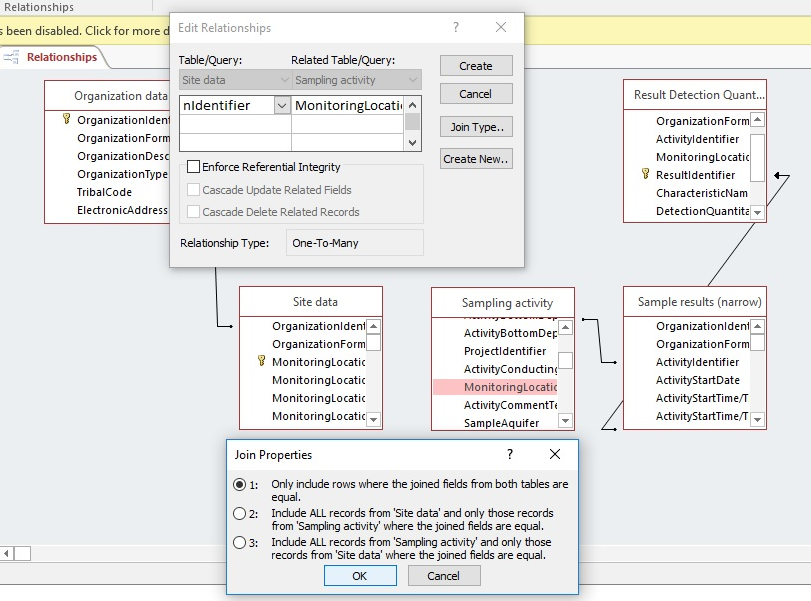 Relationships
s been disabled. Click for more d
Relationships
Edit Relationships
?
Table/Query:
Related Table/Query:
Site data
Sampling activity
nIdentifier
MonitoringLocatio
Enforce Referential Integrity
Cascade Update Related Fields
Cascade Delete Related Records
Relationship Type:
One-To-Many
Create
Cancel
Join Type..
Create New..
Organization data
OrganizationIdent
OrganizationForm
OrganizationDesc
OrganizationType
TribalCode
ElectronicAddress
Result Detection Quant...
OrganizationForm
ActivityIdentifier
MonitoringLocatic
ResultIdentifier
CharacteristicNam
DetectionQuantita
Site data
OrganizationIdent
OrganizationForm
MonitoringLocatic
MonitoringLocatic
MonitoringLocatic
MonitoringLocatic
Sampling activity
ActivityBottomDep
ActivityBottomDep
ProjectIdentifier
ActivityConducting
MonitoringLocatic
ActivityCommentTe
SampleAquifer
Sample results (narrow)
OrganizationIdent
OrganizationForm
ActivityIdentifier
ActivityStartDate
ActivityStartTime/T
ActivityStartTime/T
Join Properties
?
1: Only include rows where the joined fields from both tables are
equal.
2: Include ALL records from 'Site data' and only those records
from 'Sampling activity' where the joined fields are equal.
3: Include ALL records from 'Sampling activity' and only those
records from 'Site data' where the joined fields are equal.
OK
Cancel